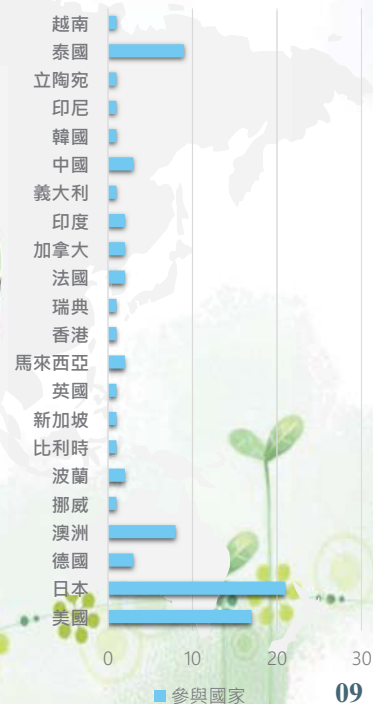 越南
泰國
立陶宛
印尼
韓國
中國
義大利
印度
加拿大
法國
瑞典
香港
馬來西亞
英國
新加坡
比利時
波蘭
挪威
澳洲
德國
日本
美國
0 10 20 30
參與國家
09